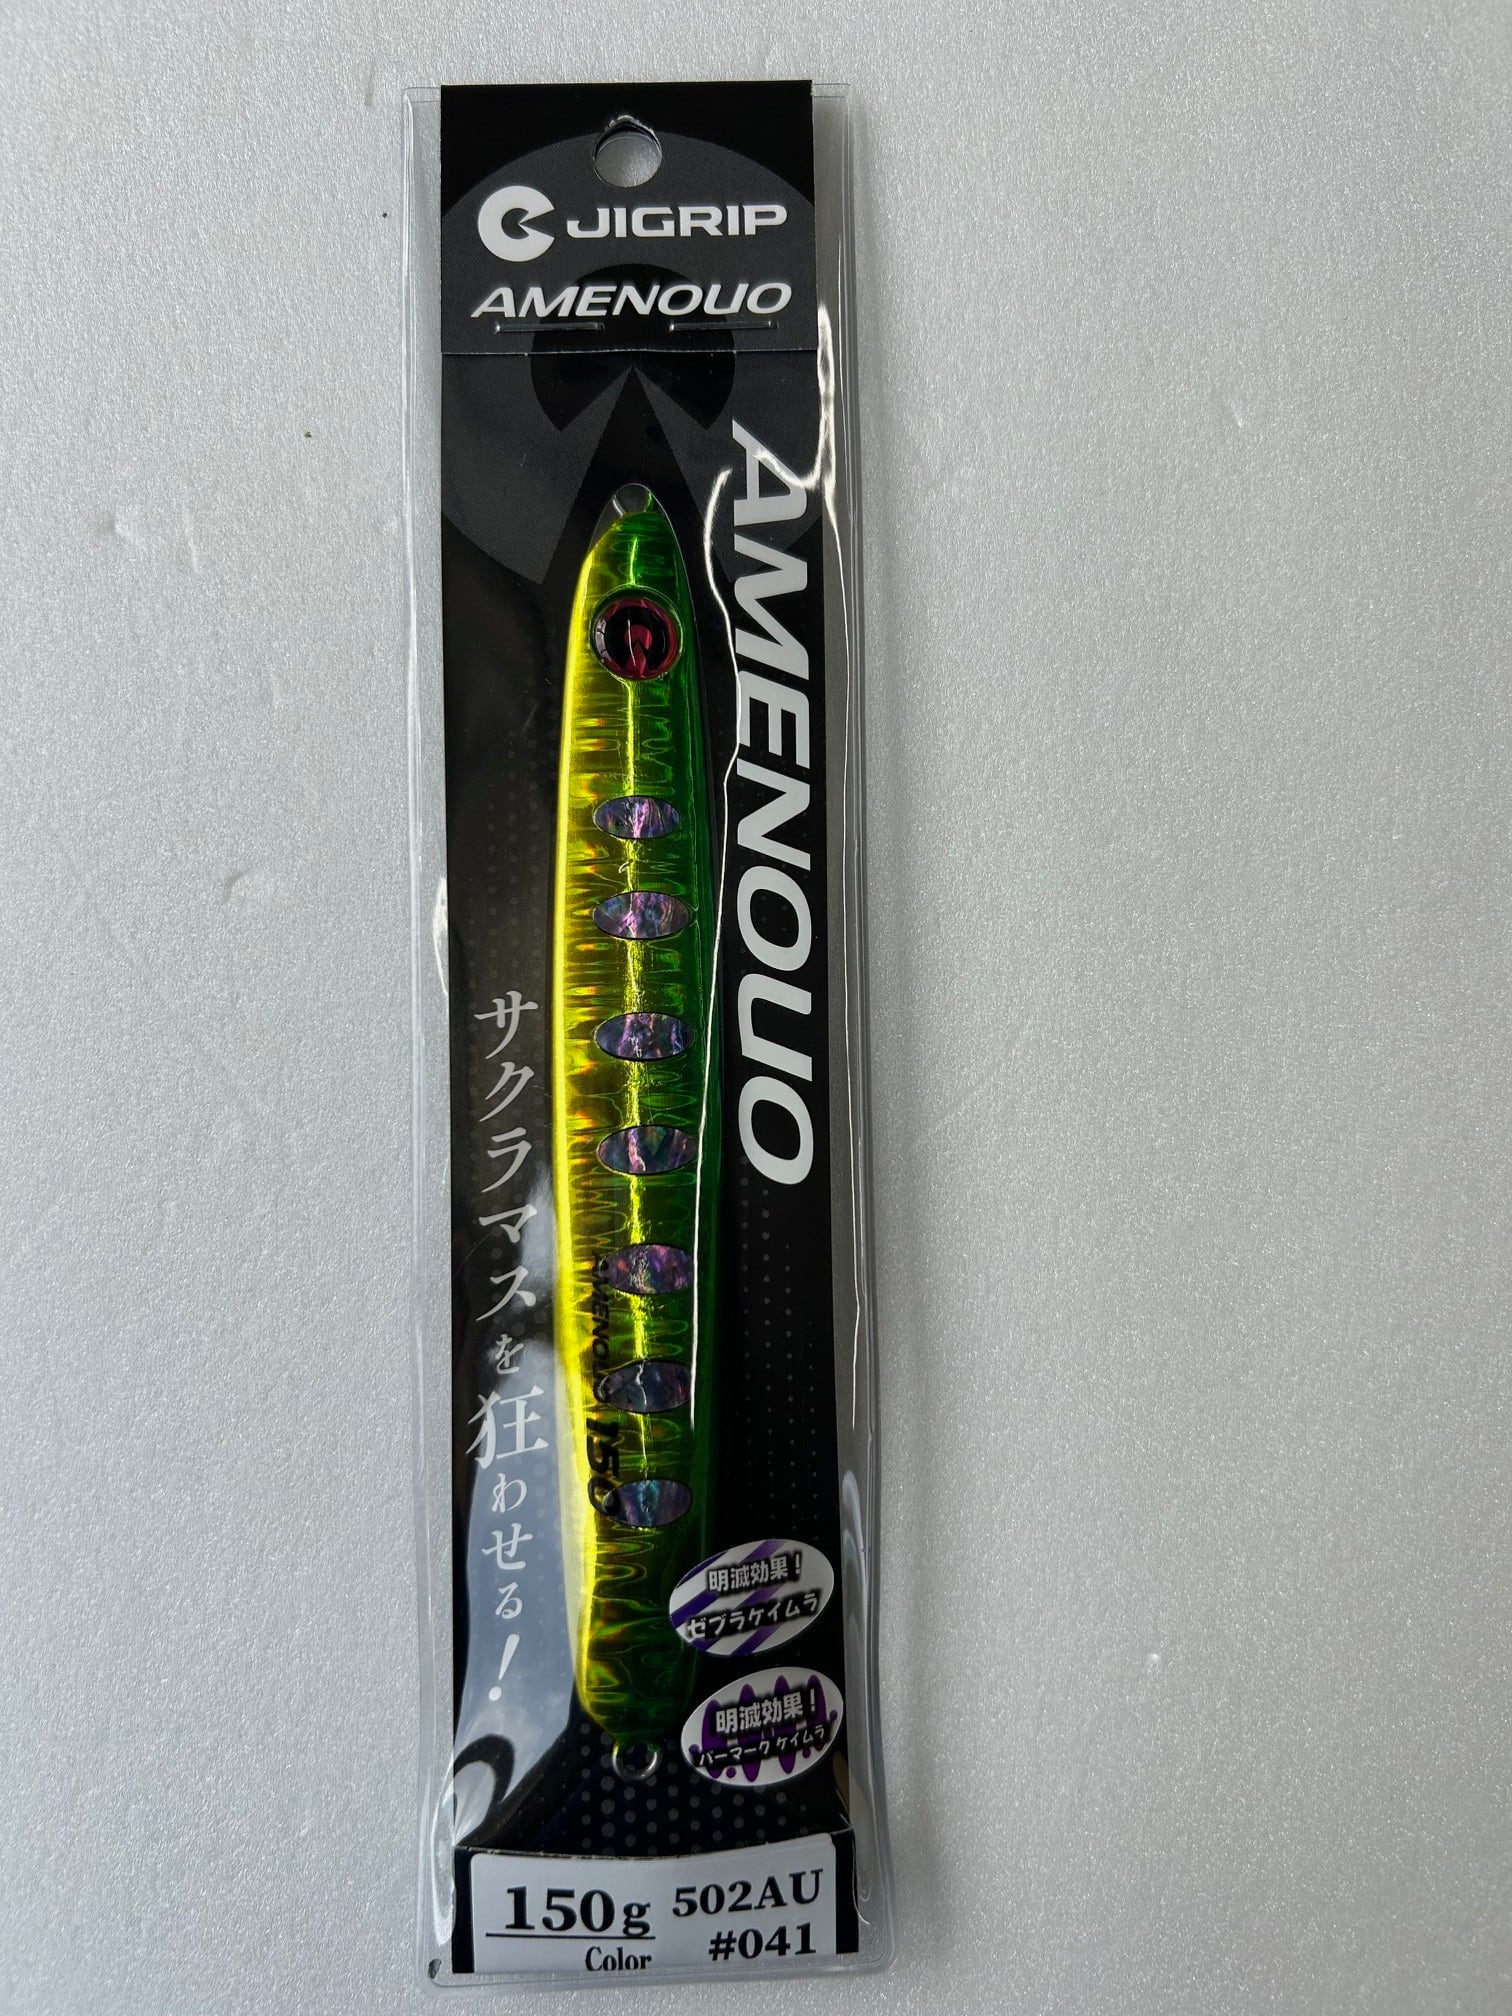 JIGRIP
AMENOUO
AMENOUO
サクラマスを狂わせる！
AMENOUO 150
明滅効果！
ゼブラケイムラ
明滅効果！
パーマークケイムラ
150g
Color
502AU
#041